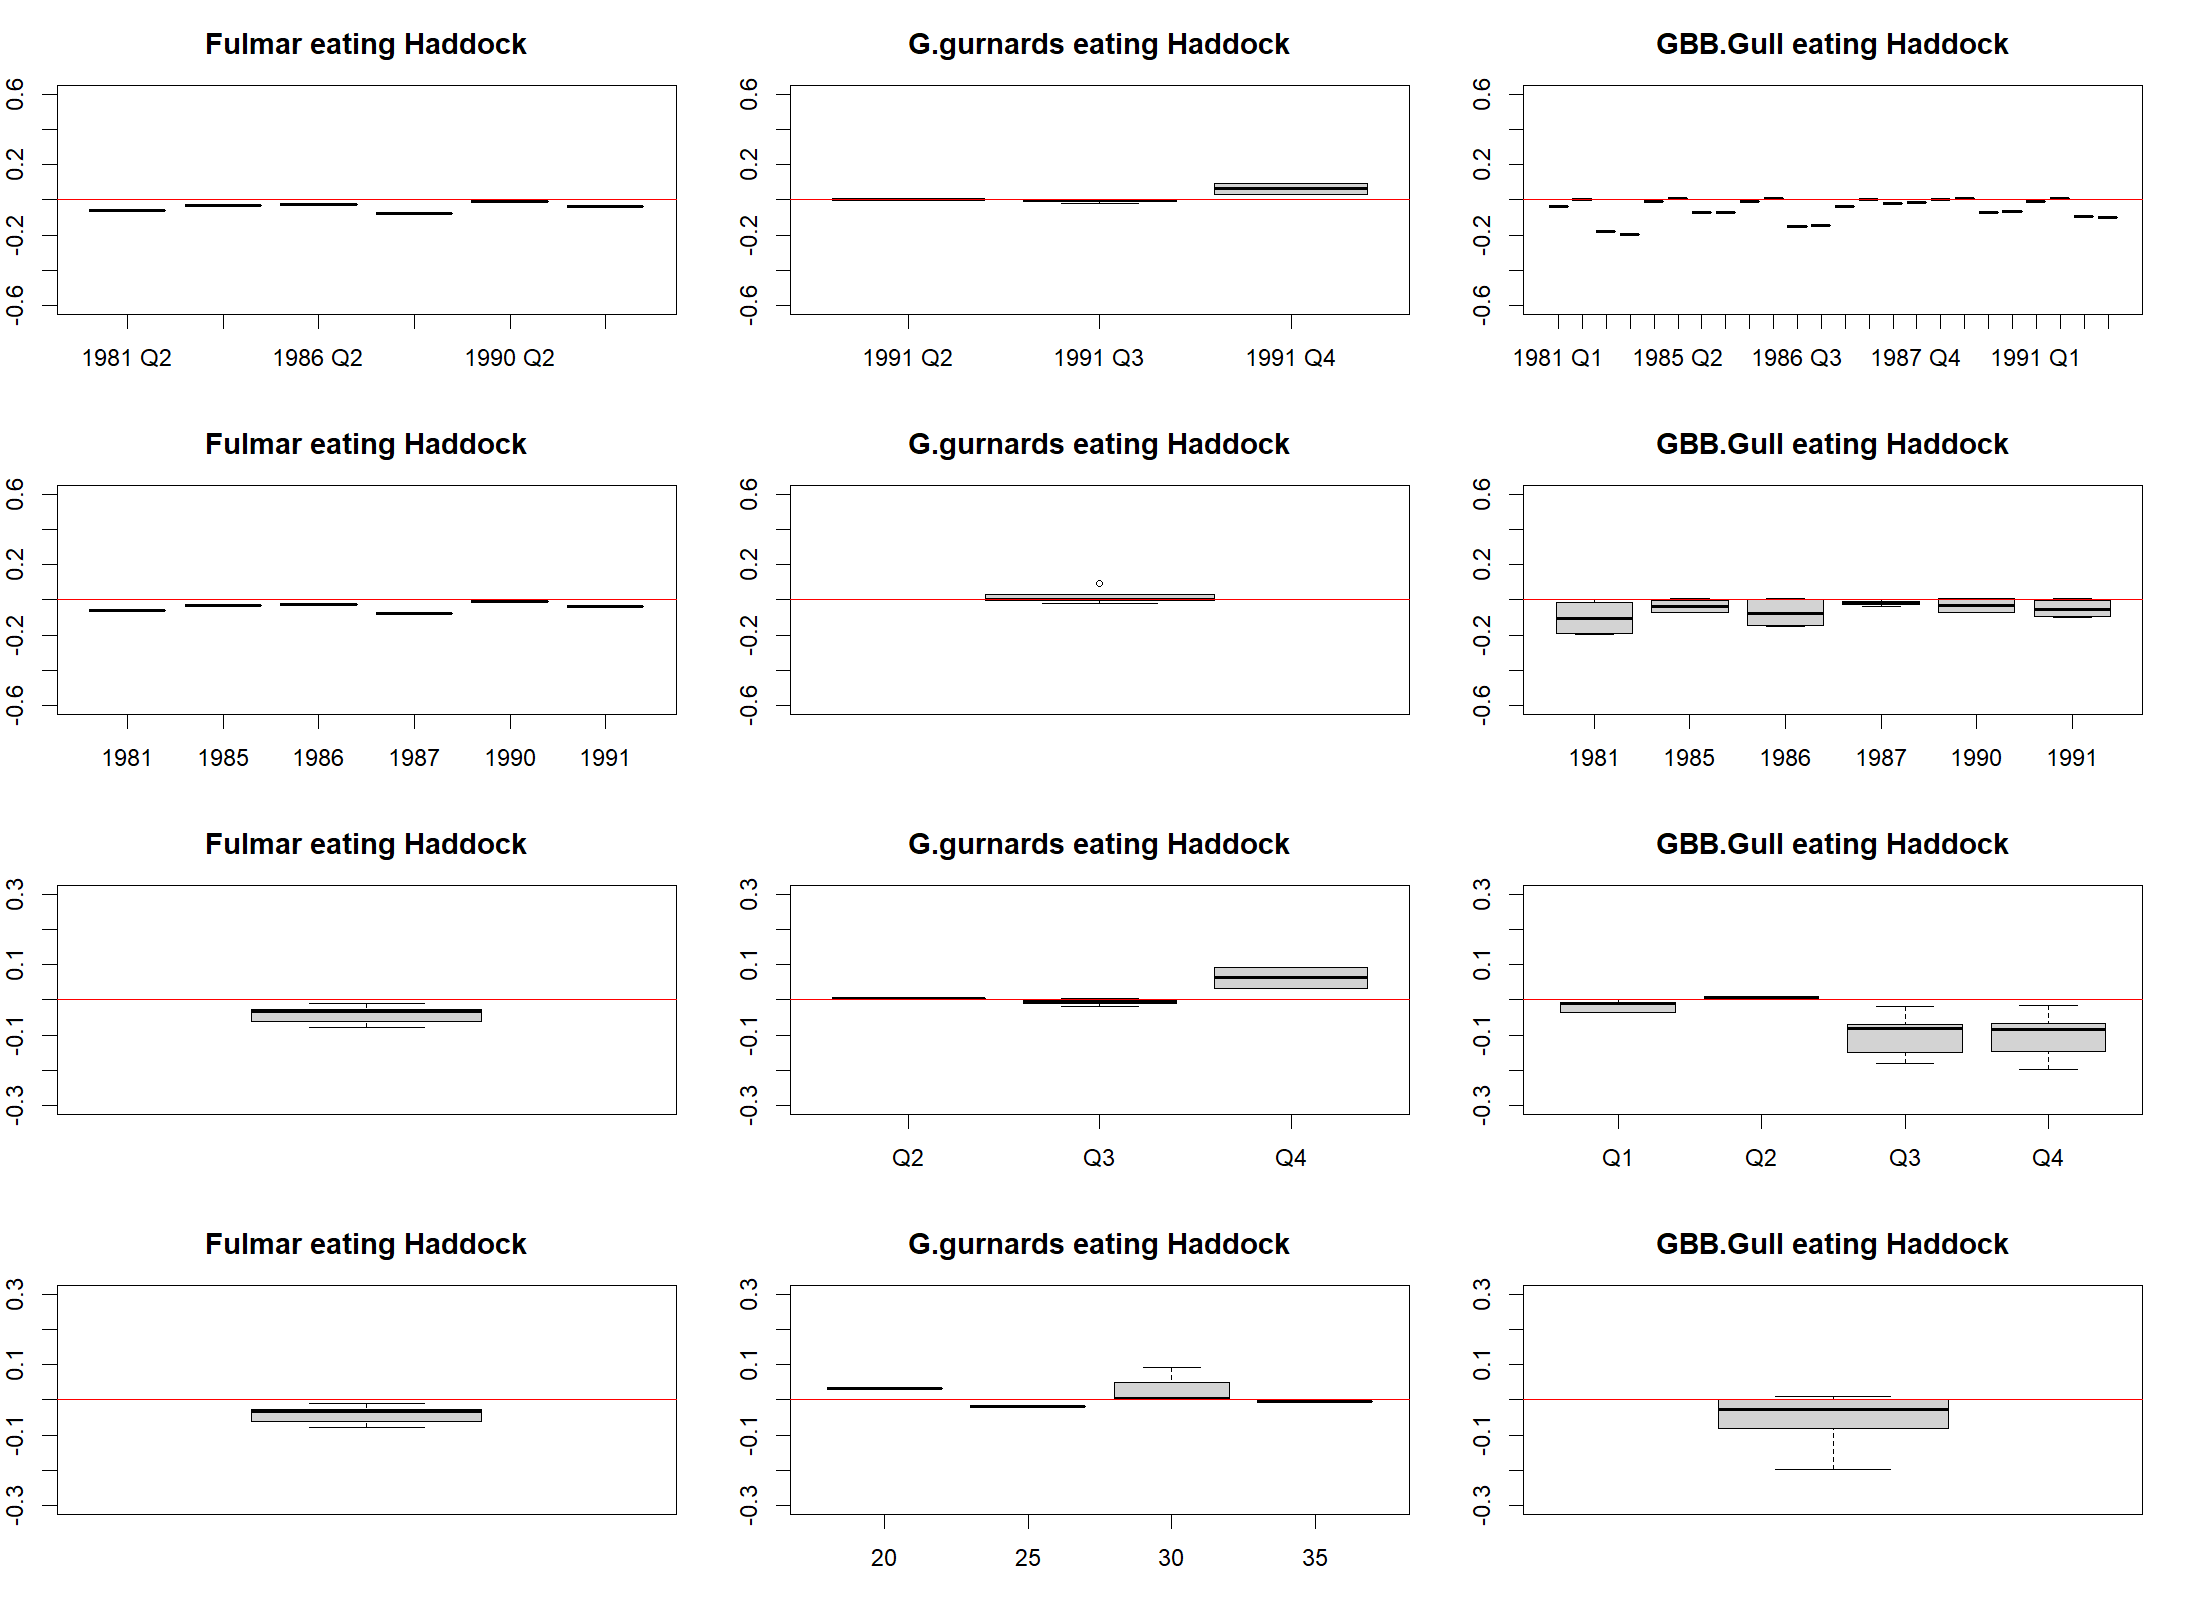 Fulmar eating Haddock
0.6
0.2
-0.2
-0.6
1981 Q2 1986 Q2 1990 Q2
G.gurnards eating Haddock
0.6
0.2
-0.2
-0.6
1991 Q2 1991 Q3 1991 Q4
GBB.Gull eating Haddock
0.6
0.2
-0.2
-0.6
1981 Q1 1985 Q2 1986 Q3 1987 Q4 1991 Q1
Fulmar eating Haddock
0.6
0.2
-0.2
-0.6
1981 1985 1986 1987 1990 1991
G.gurnards eating Haddock
0.6
0.2
-0.2
-0.6
GBB.Gull eating Haddock
0.6
0.2
-0.2
-0.6
1981 1985 1986 1987 1990 1991
Fulmar eating Haddock
0.3
0.1
-0.1
-0.3
G.gurnards eating Haddock
0.3
0.1
-0.1
-0.3
Q2 Q3 Q4
GBB.Gull eating Haddock
0.3
0.1
-0.1
-0.3
Q1 Q2 Q3 Q4
Fulmar eating Haddock
0.3
0.1
-0.1
-0.3
G.gurnards eating Haddock
0.3
0.1
-0.1
-0.3
20 25 30 35
GBB.Gull eating Haddock
0.3
0.1
-0.1
-0.3